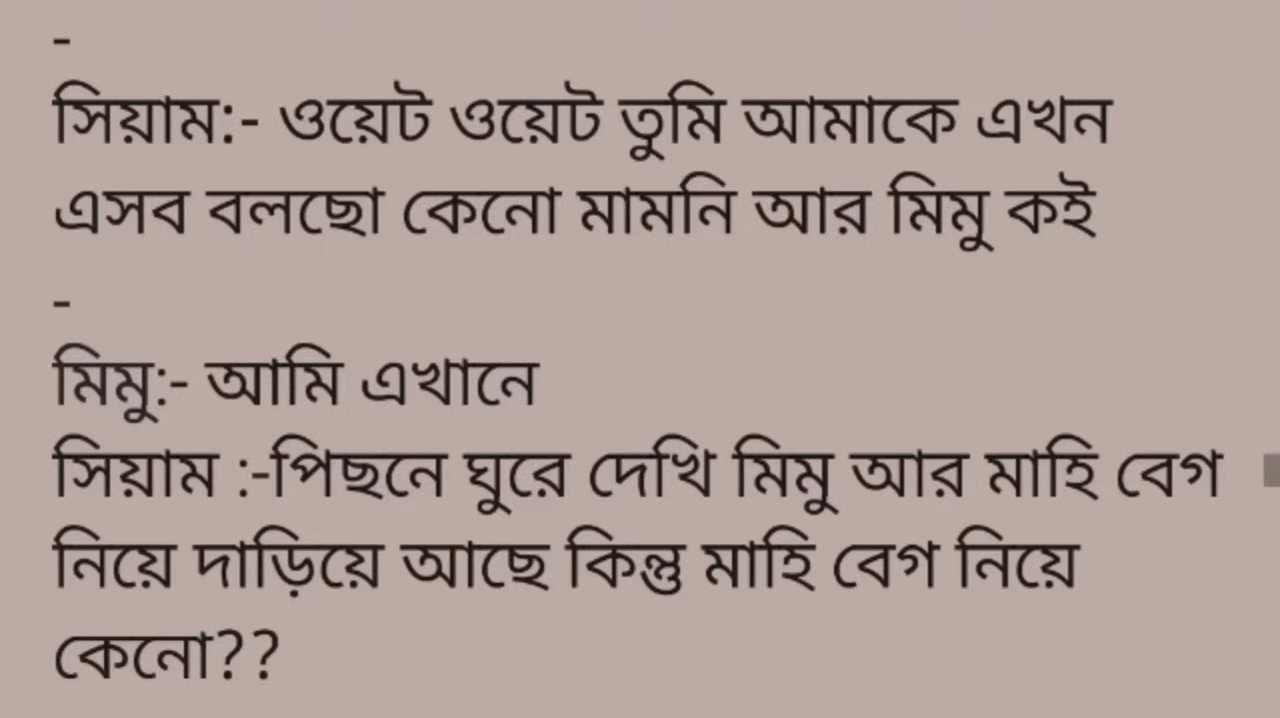 -
সিয়াম:- ওয়েট ওয়েট তুমি আমাকে এখন
এসব বলছো কেনো মামনি আর মিমু কই
-
মিমু:- আমি এখানে
সিয়াম :-পিছনে ঘুরে দেখি মিমু আর মাহি বেগ
নিয়ে দাড়িয়ে আছে কিন্তু মাহি বেগ নিয়ে
কেনো??